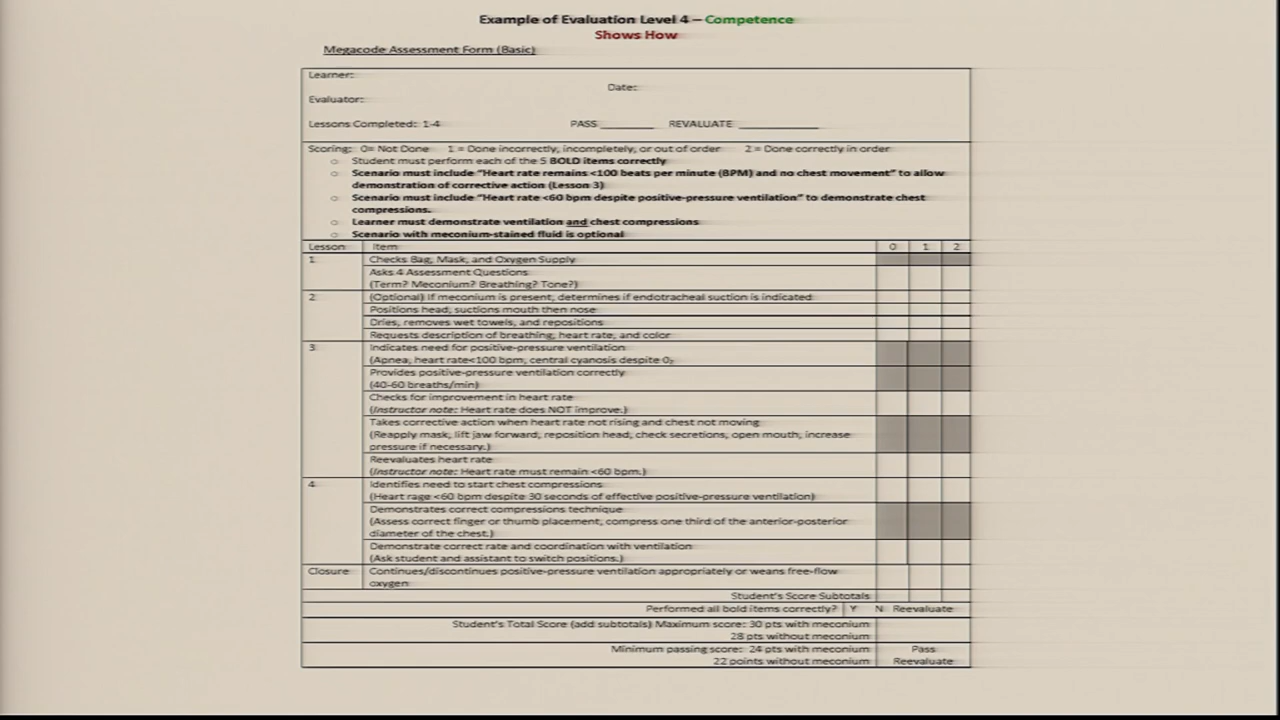 Example of Evaluation Level 4 – Competence
Shows How
Megacode Assessment Form (Basic)
Learner:
Date:
Evaluator:
Lessons Completed: 1-4 PASS ________ REVALUATE ____________
Scoring: 0= Not Done 1 = Done incorrectly, incompletely, or out of order 2 = Done correctly in order
○ Student must perform each of the 5 BOLD items correctly
○ Scenario must include "Heart rate remains <100 beats per minute (BPM) and no chest movement" to allow
demonstration of corrective action (Lesson 3)
○ Scenario must include "Heart rate <60 bpm despite positive-pressure ventilation" to demonstrate chest
compressions.
○ Learner must demonstrate ventilation and chest compressions
○ Scenario with meconium-stained fluid is optional
Lesson Item 0 1 2
1 Checks Bag, Mask, and Oxygen Supply
Asks 4 Assessment Questions
(Term? Meconium? Breathing? Tone?)
2 (Optional) If meconium is present, determines if endotracheal suction is indicated
Positions head, suctions mouth then nose
Dries, removes wet towels, and repositions
Requests description of breathing, heart rate, and color
3 Indicates need for positive-pressure ventilation
(Apnea, heart rate<100 bpm, central cyanosis despite 0₂
Provides positive-pressure ventilation correctly
(40-60 breaths/min)
Checks for improvement in heart rate
(Instructor note: Heart rate does NOT improve.)
Takes corrective action when heart rate not rising and chest not moving
(Reapply mask, lift jaw forward, reposition head, check secretions, open mouth, increase
pressure if necessary.)
Reevaluates heart rate
(Instructor note: Heart rate must remain <60 bpm.)
4 Identifies need to start chest compressions
(Heart rage <60 bpm despite 30 seconds of effective positive-pressure ventilation)
Demonstrates correct compressions technique
(Assess correct finger or thumb placement, compress one third of the anterior-posterior
diameter of the chest.)
Demonstrate correct rate and coordination with ventilation
(Ask student and assistant to switch positions.)
Closure Continues/discontinues positive-pressure ventilation appropriately or weans free-flow
oxygen
Student's Score Subtotals
Performed all bold items correctly? Y N Reevaluate
Student's Total Score (add subtotals) Maximum score: 30 pts with meconium
28 pts without meconium
Minimum passing score: 24 pts with meconium Pass
22 points without meconium Reevaluate